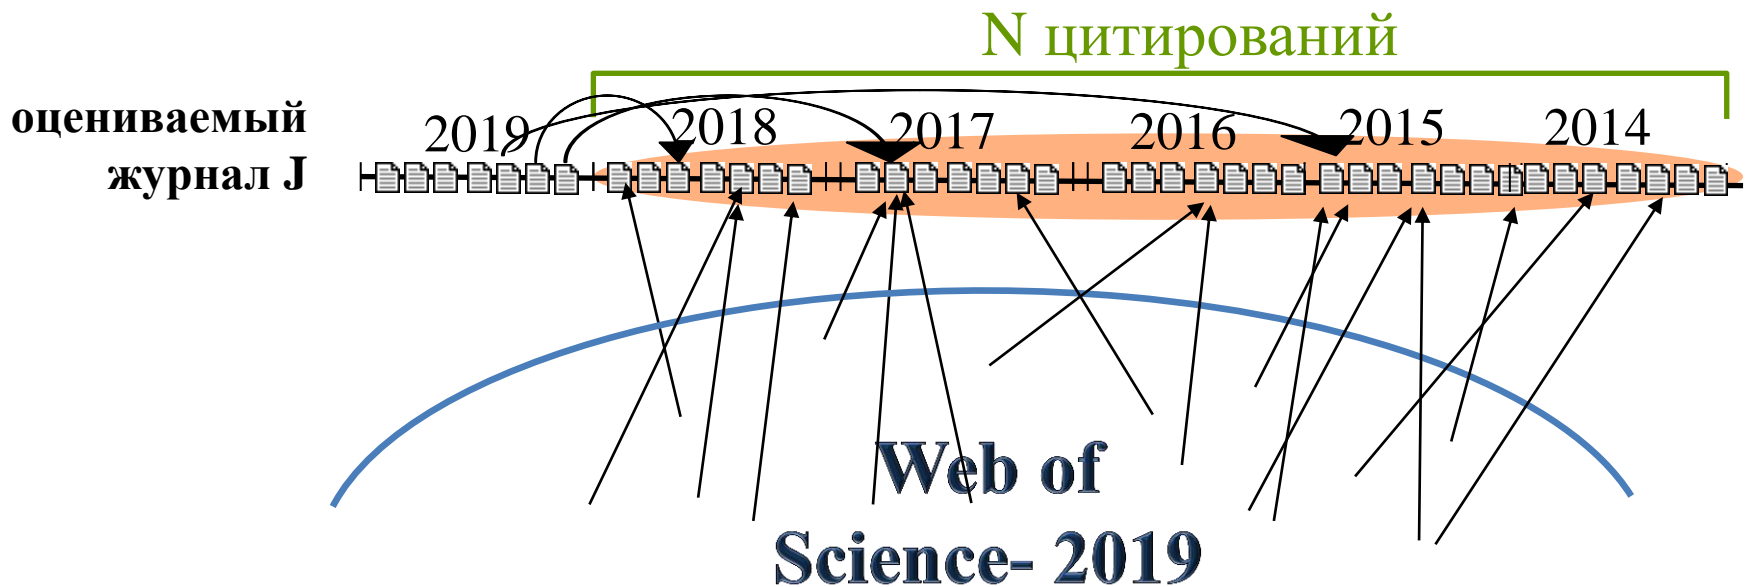 N цитирований
оцениваемый
журнал J
2019 2018 2017 2016 2015 2014
Web of
Science- 2019